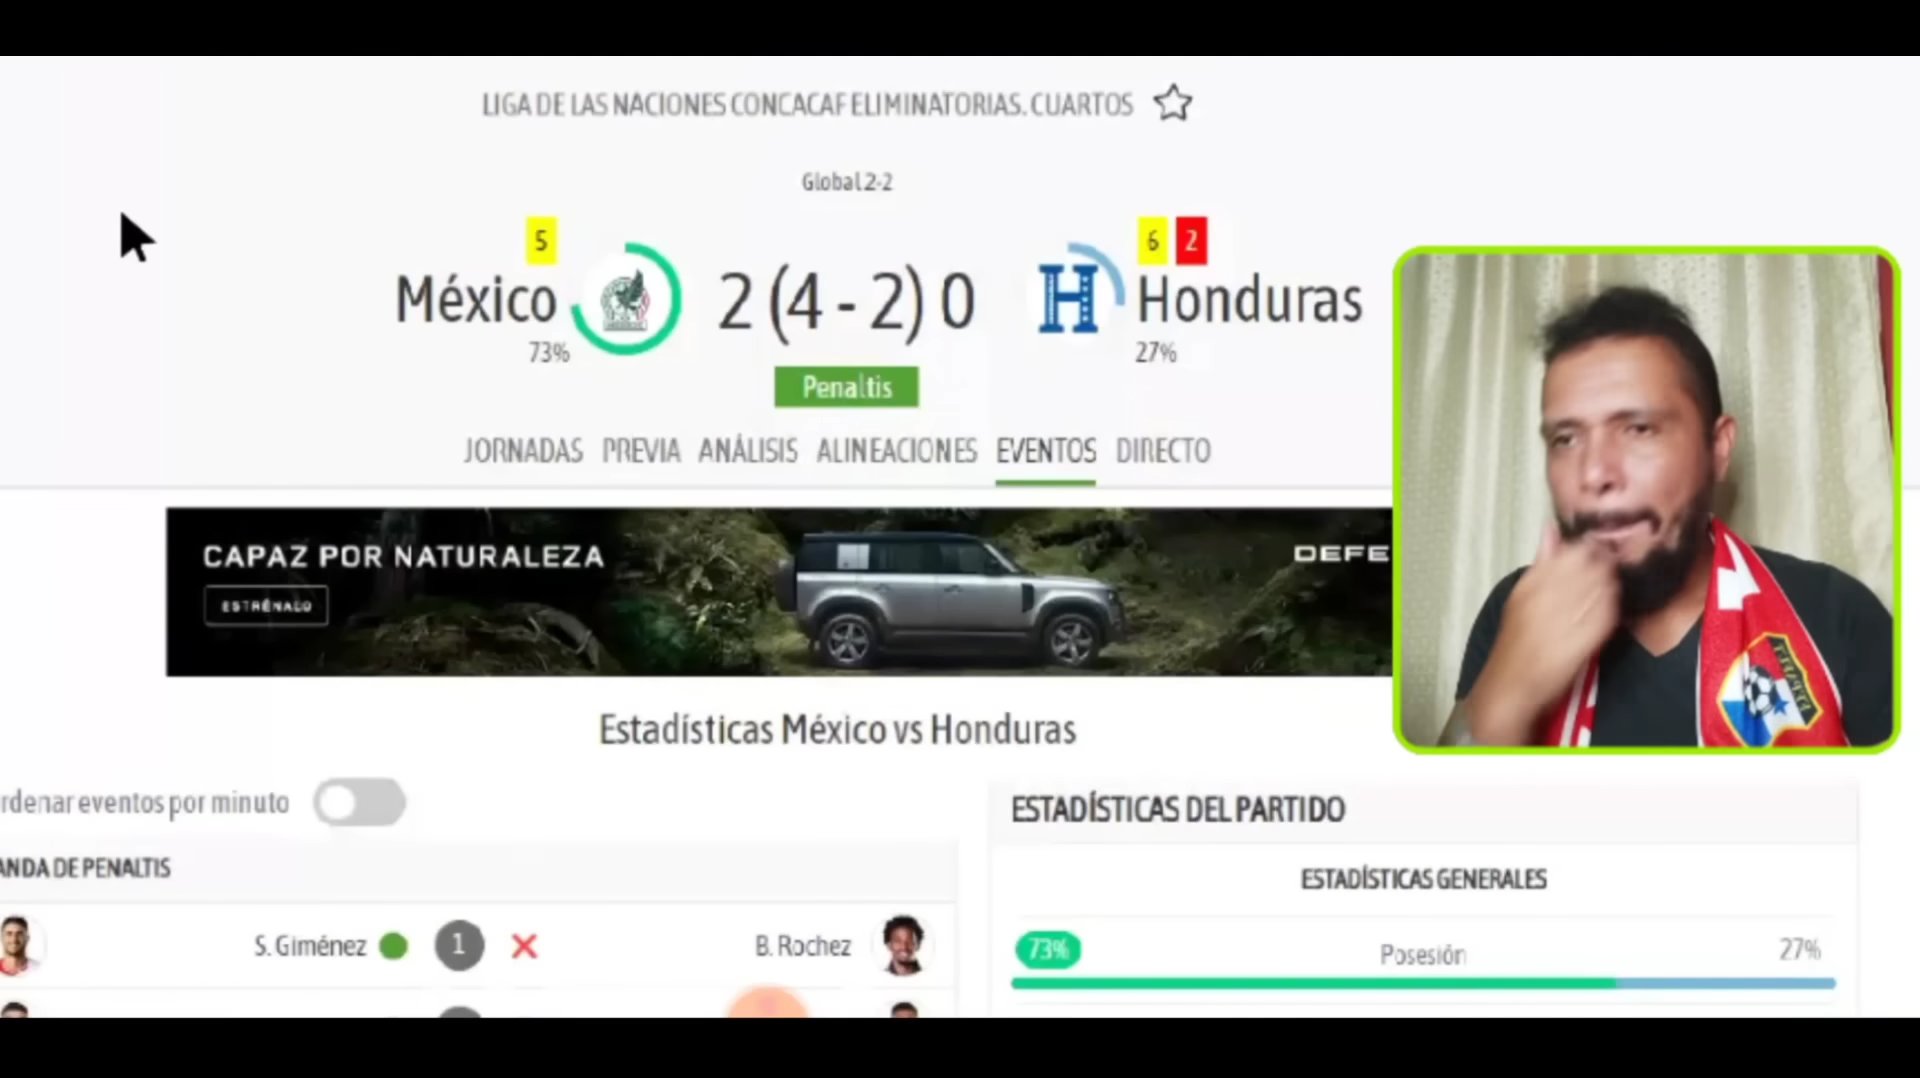 LIGA DE LAS NACIONES CONCACAF ELIMINATORIAS. CUARTOS
Global 2-2
5
6 2
México 2 (4 - 2) 0 Honduras
73% 27%
Penaltis
JORNADAS PREVIA ANÁLISIS ALINEACIONES EVENTOS DIRECTO
CAPAZ POR NATURALEZA
DEFE
ESTRÉNALO
Estadísticas México vs Honduras
rdenar eventos por minuto
ESTADÍSTICAS DEL PARTIDO
ANDA DE PENALTIS
ESTADÍSTICAS GENERALES
S. Giménez 1 B. Rochez
73% Posesión 27%